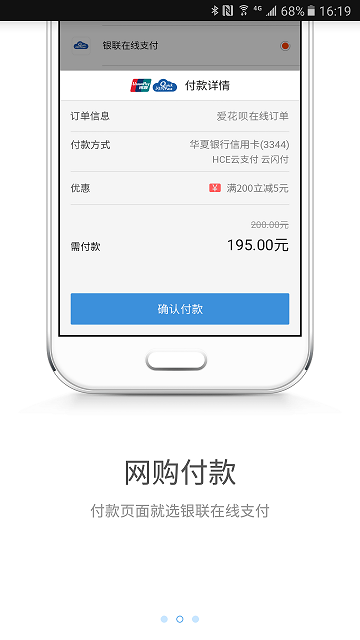 4G 68% 16:19
银联在线支付
付款详情
订单信息 爱花呗在线订单
付款方式 华夏银行信用卡(3344)
HCE云支付 云闪付
优惠 满200立减5元
200.00元
需付款 195.00元
确认付款
网购付款
付款页面就选银联在线支付